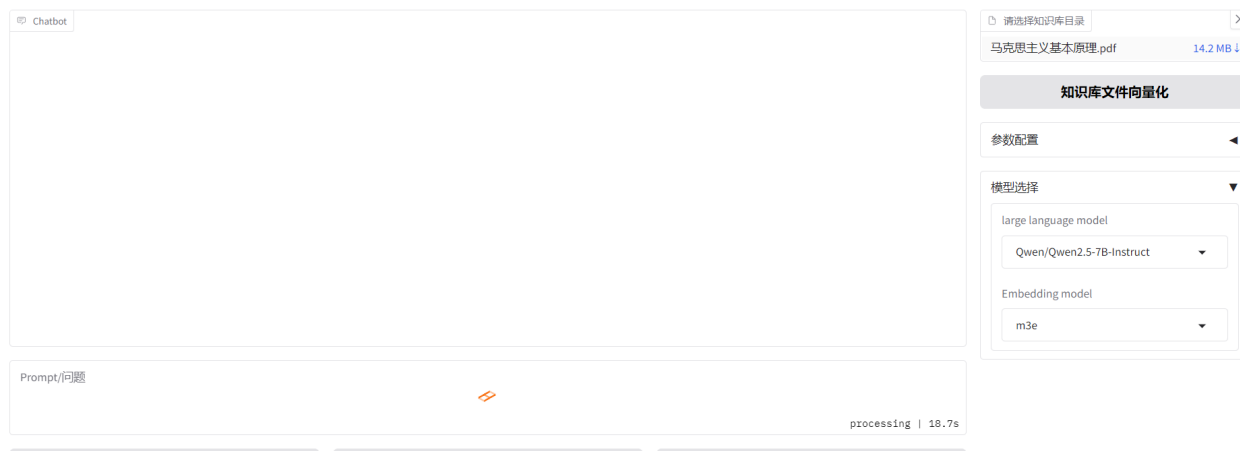 Chatbot
请选择知识库目录
马克思主义基本原理.pdf 14.2 MB↓
知识库文件向量化
参数配置 ◀
模型选择 ▼
large language model
Qwen/Qwen2.5-7B-Instruct
Embedding model
m3e
Prompt/问题
processing | 18.7s